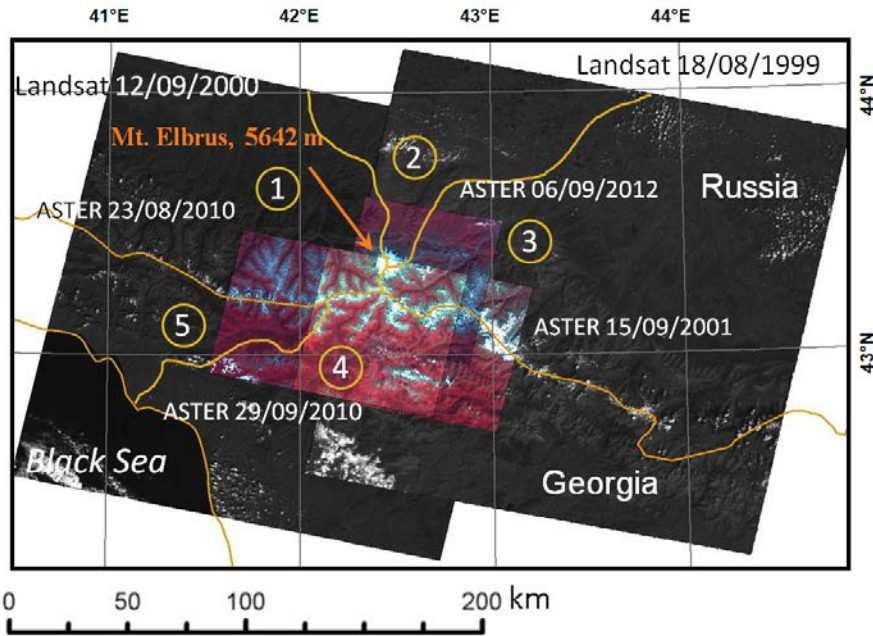 41°E 42°E 43°E 44°E
Landsat 18/08/1999
Landsat 12/09/2000
44°N
Mt. Elbrus, 5642 m
2
1
ASTER 06/09/2012
Russia
ASTER 23/08/2010
3
5
ASTER 15/09/2001
43°N
4
ASTER 29/09/2010
Black Sea
Georgia
0 50 100 200 km